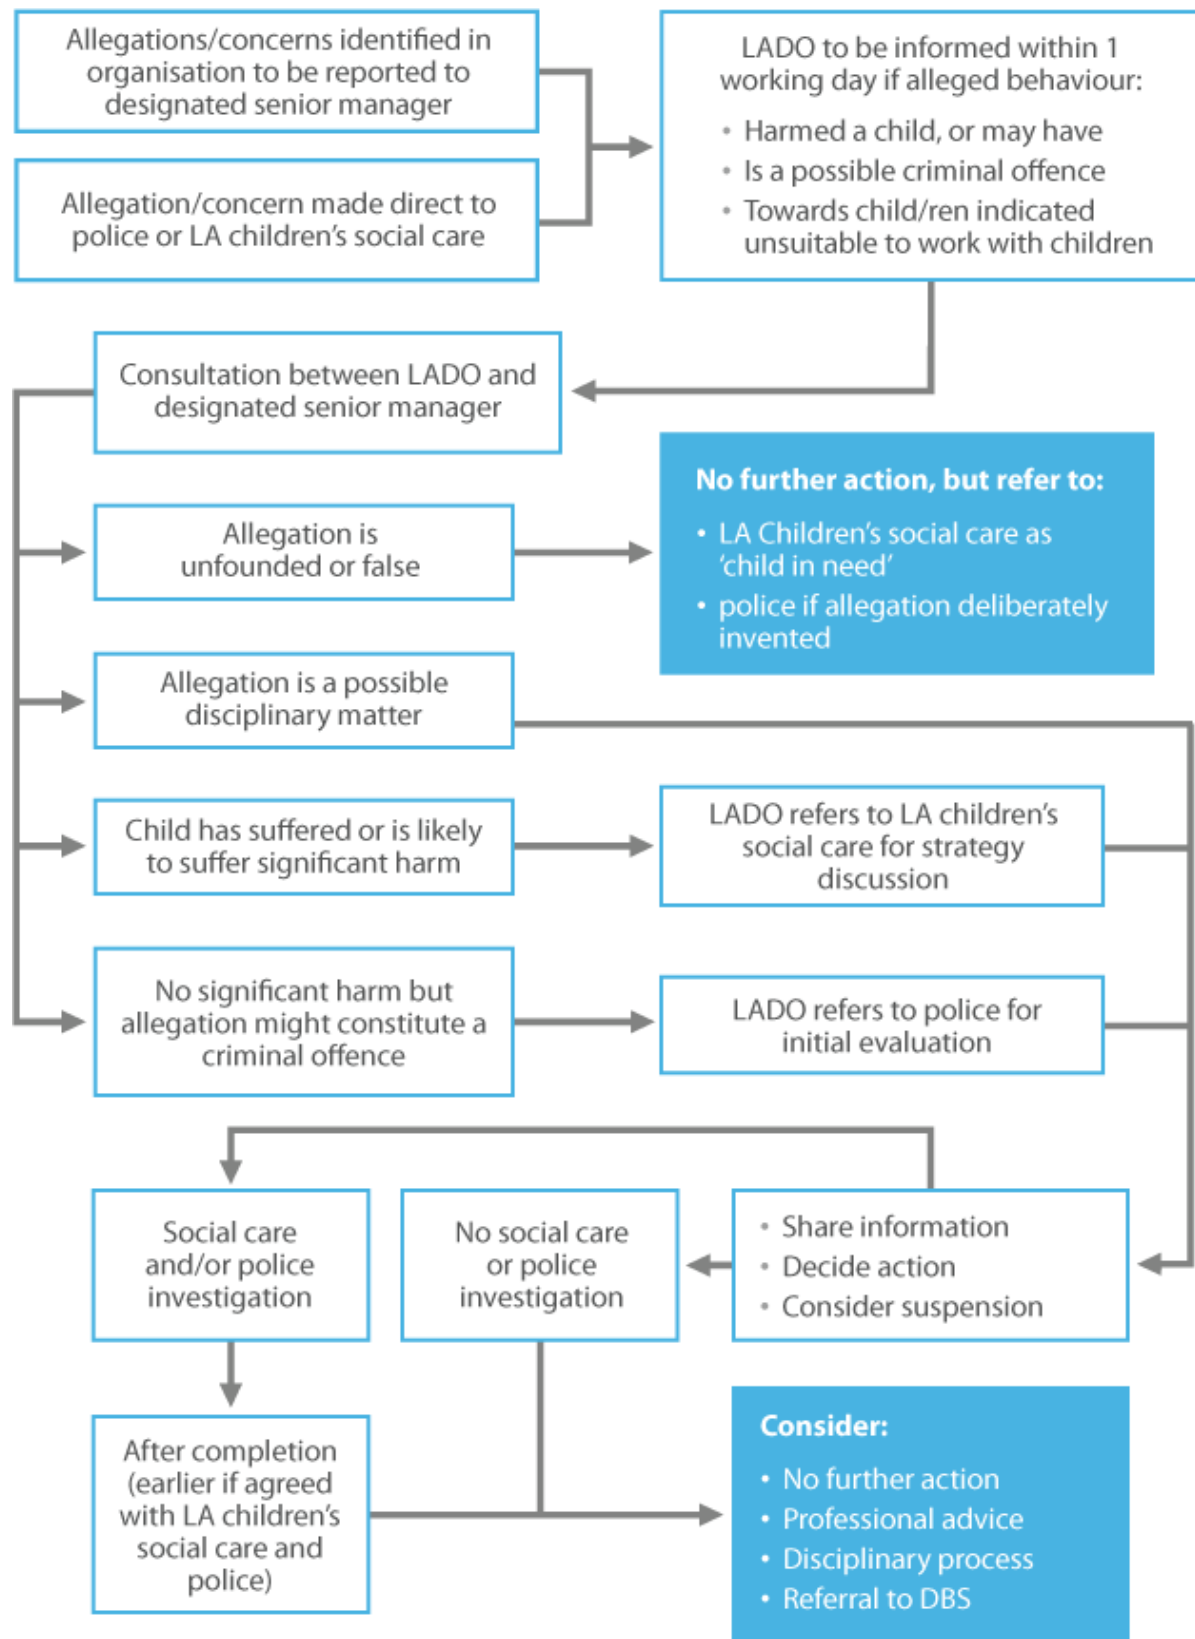 Allegations/concerns identified in
organisation to be reported to
designated senior manager
Allegation/concern made direct to
police or LA children’s social care
LADO to be informed within 1
working day if alleged behaviour:
• Harmed a child, or may have
• Is a possible criminal offence
• Towards child/ren indicated
unsuitable to work with children
Consultation between LADO and
designated senior manager
Allegation is
unfounded or false
No further action, but refer to:
• LA Children’s social care as
‘child in need’
• police if allegation deliberately
invented
Allegation is a possible
disciplinary matter
Child has suffered or is likely
to suffer significant harm
LADO refers to LA children’s
social care for strategy
discussion
No significant harm but
allegation might constitute a
criminal offence
LADO refers to police for
initial evaluation
Social care
and/or police
investigation
No social care
or police
investigation
• Share information
• Decide action
• Consider suspension
After completion
(earlier if agreed
with LA children’s
social care and
police)
Consider:
• No further action
• Professional advice
• Disciplinary process
• Referral to DBS